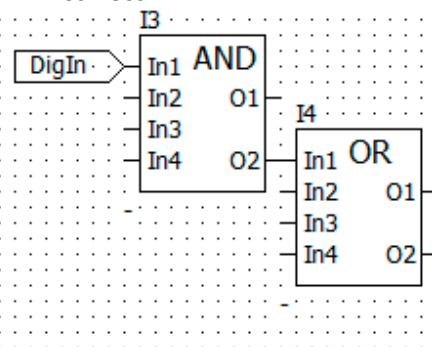 I3
DigIn
AND
In1
In2 O1
In3
In4 O2
I4
OR
In1
In2 O1
In3
In4 O2